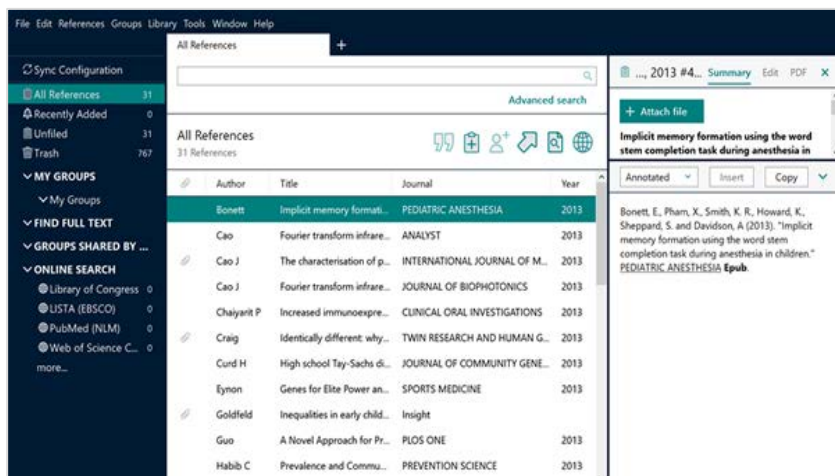 File Edit References Groups Library Tools Window Help
All References +
Sync Configuration
All References 31
Recently Added 0
Unfiled 31
Trash 767
MY GROUPS
My Groups
FIND FULL TEXT
GROUPS SHARED BY ...
ONLINE SEARCH
Library of Congress 0
LISTA (EBSCO) 0
PubMed (NLM) 0
Web of Science C... 0
more...
Advanced search
All References
31 References
Author Title Journal Year
Bonett Implicit memory formati... PEDIATRIC ANESTHESIA 2013
Cao Fourier transform infrare... ANALYST 2013
Cao J The characterisation of p... INTERNATIONAL JOURNAL OF M... 2013
Cao J Fourier transform infrare... JOURNAL OF BIOPHOTONICS 2013
Chaiyarit P Increased immunoexpre... CLINICAL ORAL INVESTIGATIONS 2013
Craig Identically different: why... TWIN RESEARCH AND HUMAN G... 2013
Curd H High school Tay-Sachs di... JOURNAL OF COMMUNITY GENE... 2013
Eynon Genes for Elite Power an... SPORTS MEDICINE 2013
Goldfeld Inequalities in early child... Insight
Guo A Novel Approach for Pr... PLOS ONE 2013
Habib C Prevalence and Commu... PREVENTION SCIENCE 2013
..., 2013 #4... Summary Edit PDF ×
+ Attach file
Implicit memory formation using the word
stem completion task during anesthesia in
Annotated Insert Copy
Bonett, E., Pham, X., Smith, K. R., Howard, K.,
Sheppard, S. and Davidson, A (2013). "Implicit
memory formation using the word stem
completion task during anesthesia in children."
PEDIATRIC ANESTHESIA Epub.